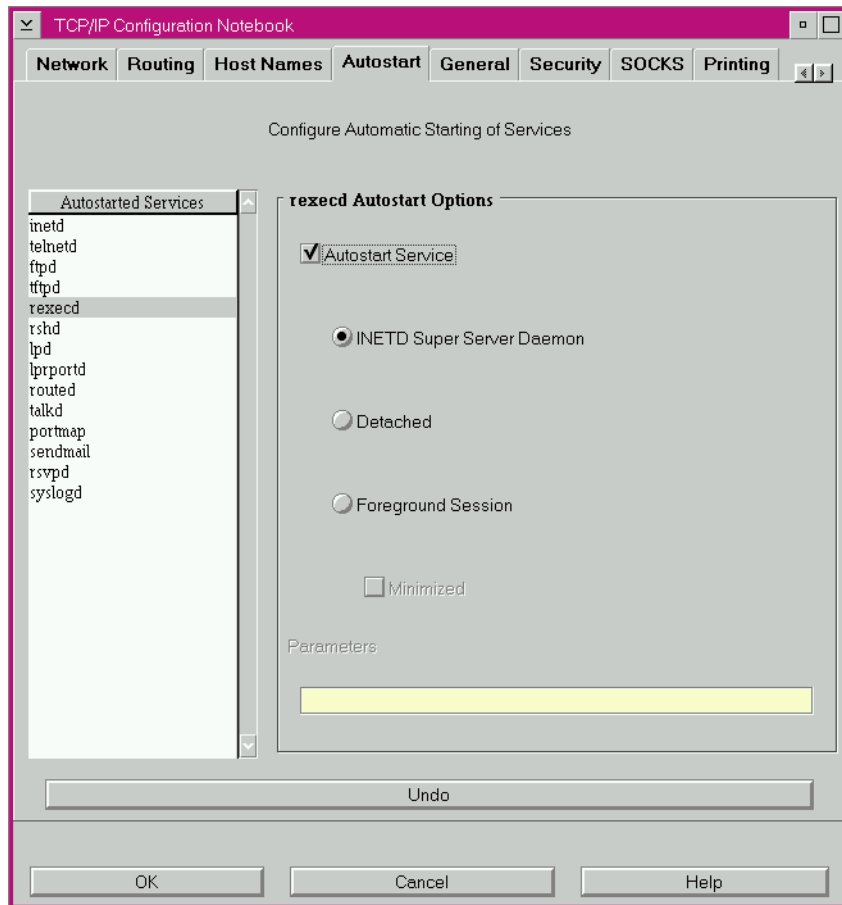 TCP/IP Configuration Notebook
Network Routing Host Names Autostart General Security SOCKS Printing
Configure Automatic Starting of Services
Autostarted Services
inetd
telnetd
ftpd
tftpd
rexecd
rshd
lpd
lprportd
routed
talkd
portmap
sendmail
rsvpd
syslogd
rexecd Autostart Options
Autostart Service
INETD Super Server Daemon
Detached
Foreground Session
Minimized
Parameters
Undo
OK Cancel Help